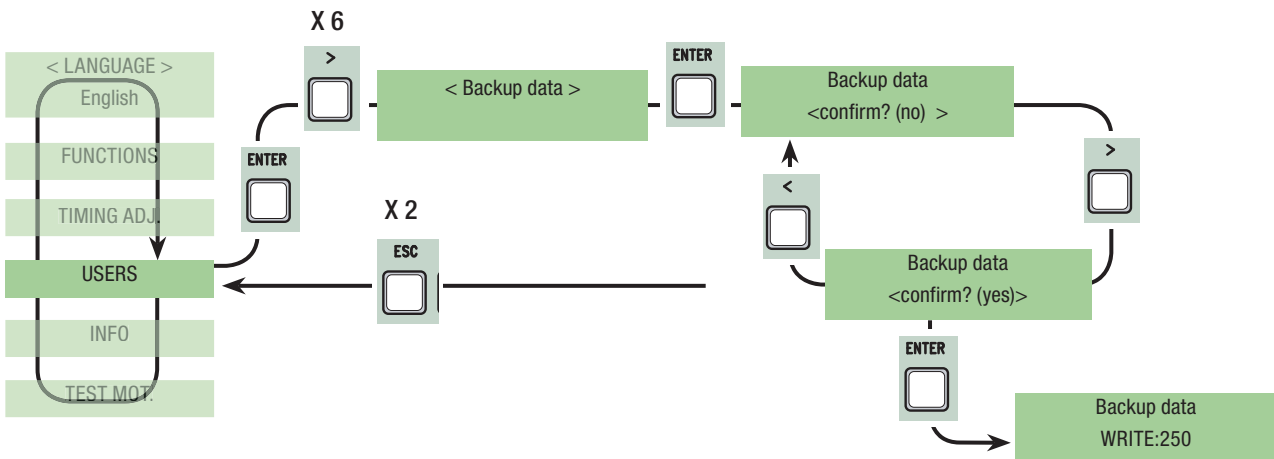 X 6
>
< LANGUAGE >
English
FUNCTIONS
TIMING ADJ.
USERS
INFO
TEST MOT.
ENTER
< Backup data >
ENTER
Backup data
<confirm? (no) >
>
<
X 2
ESC
Backup data
<confirm? (yes)>
ENTER
Backup data
WRITE:250